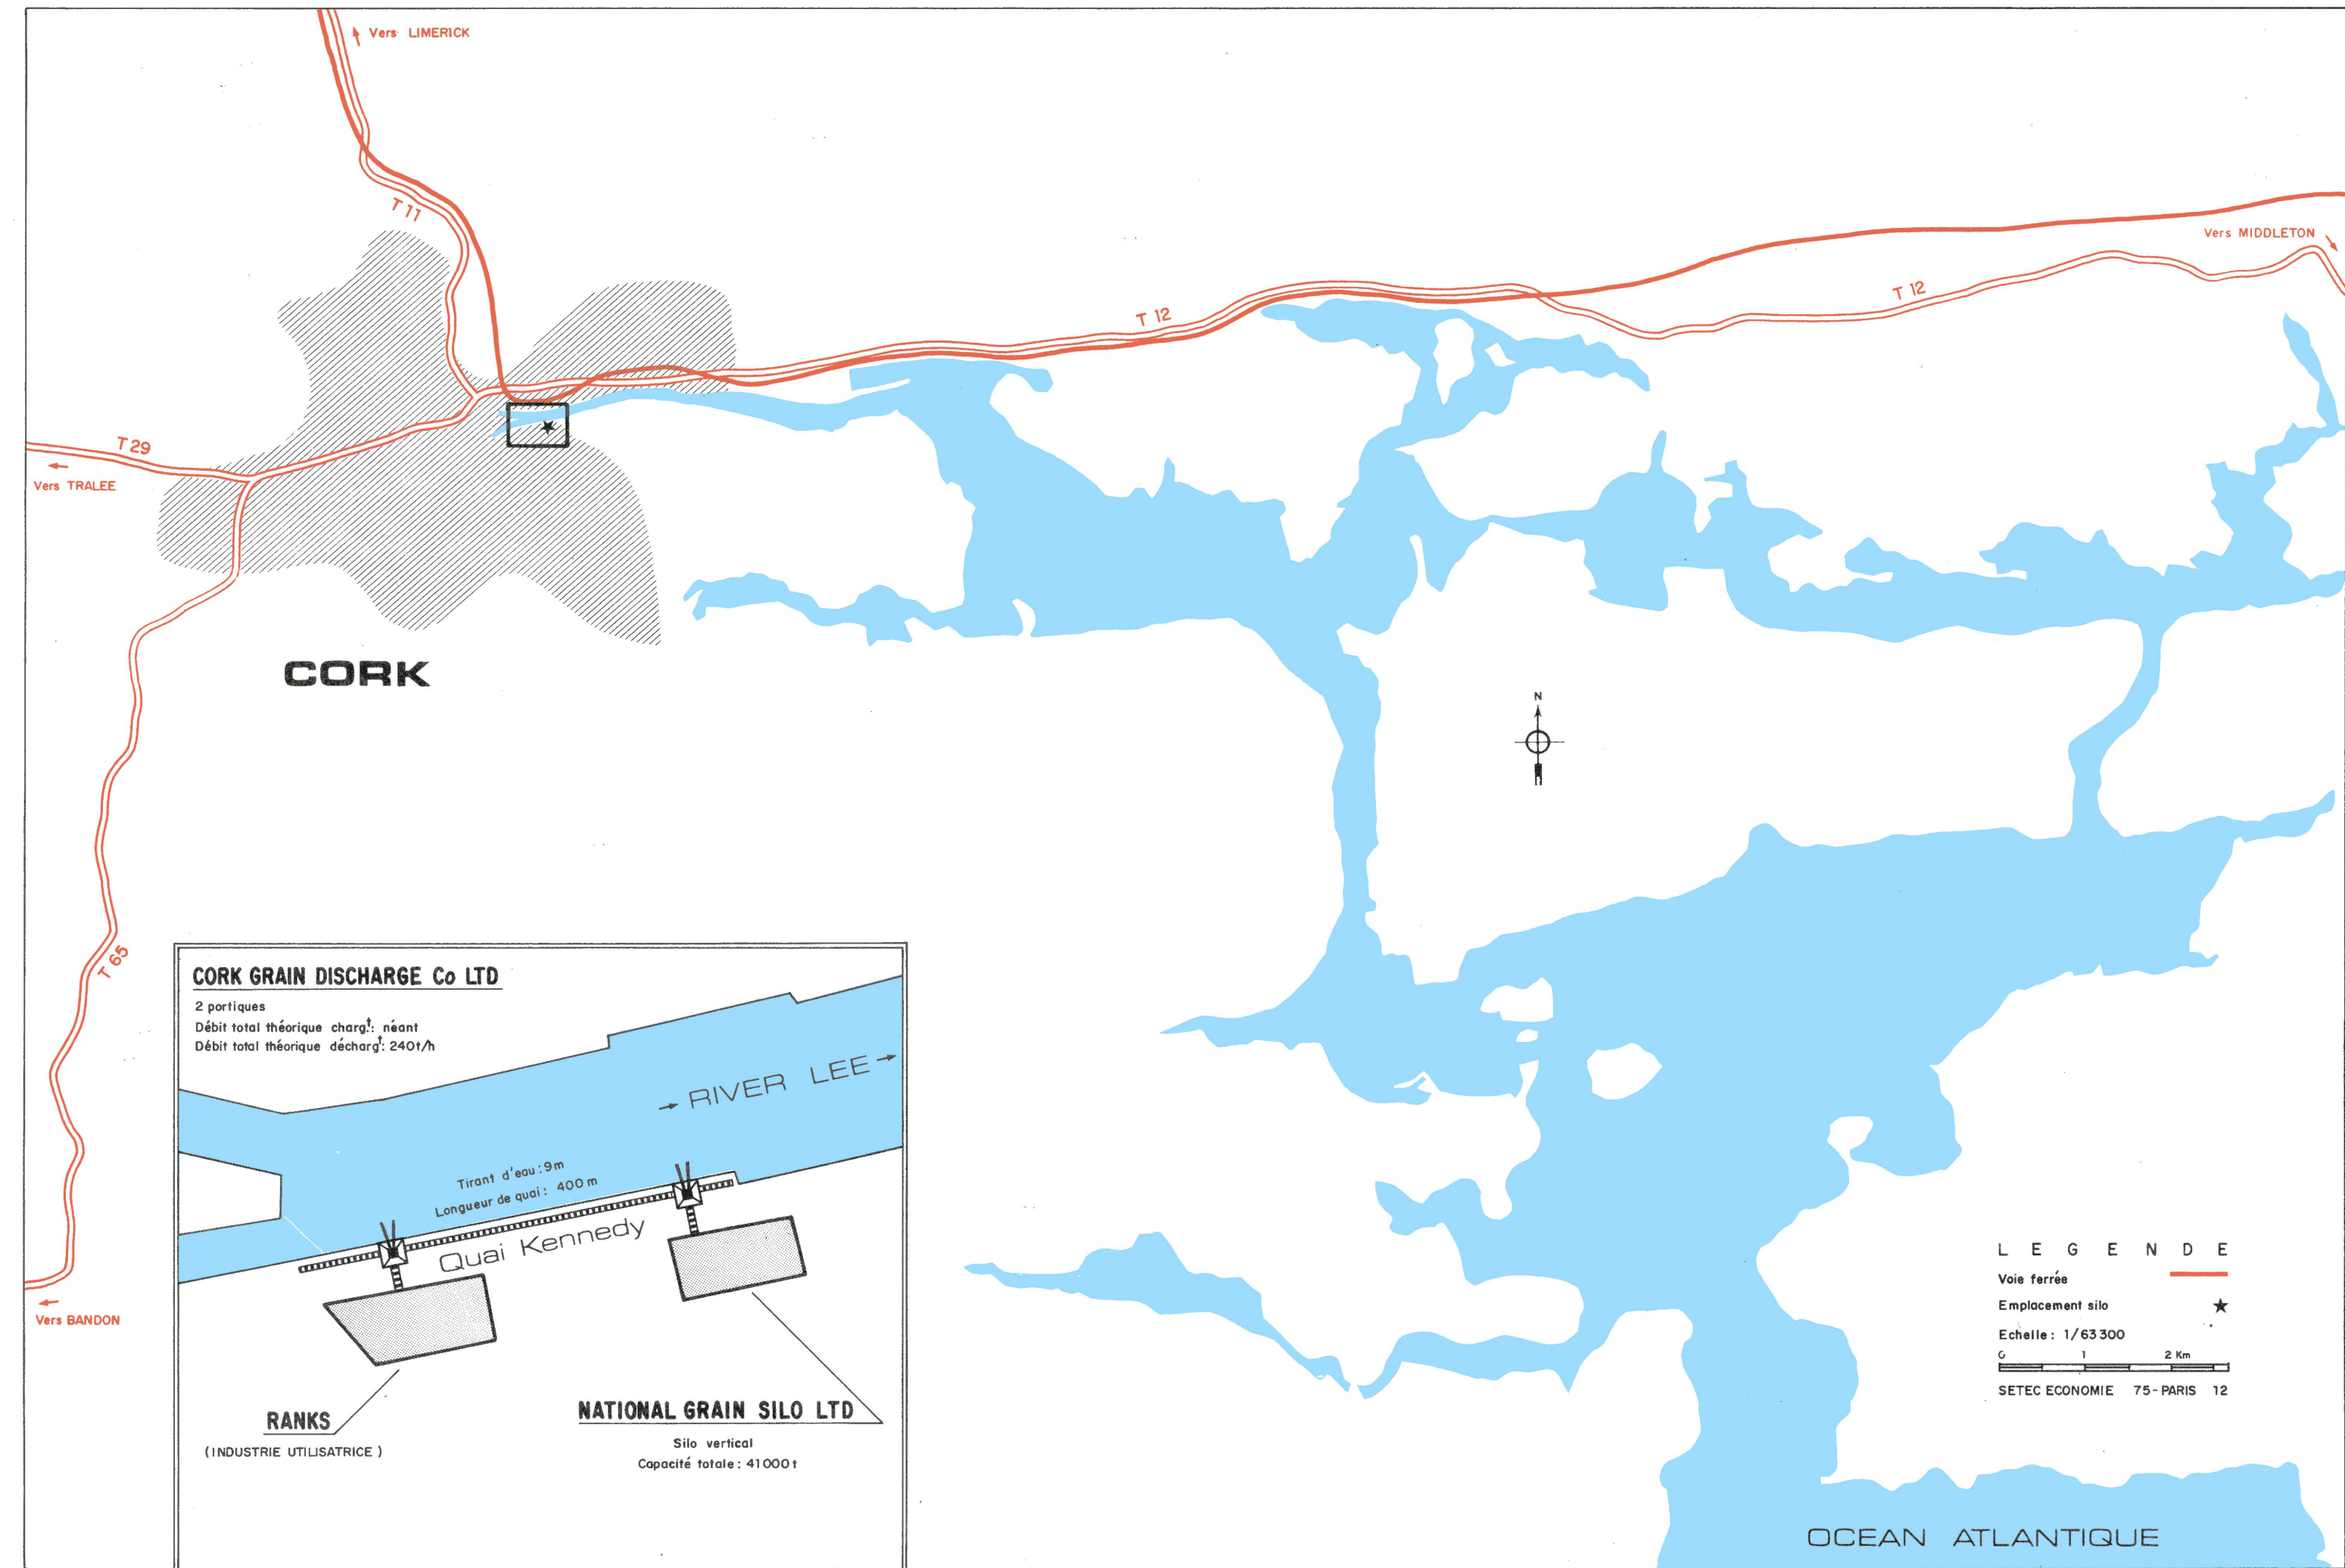 Vers LIMERICK
T 11
Vers MIDDLETON
T 12
T 12
T 29
Vers TRALEE
CORK
N
T 65
Vers BANDON
CORK GRAIN DISCHARGE Co LTD
2 portiques
Débit total théorique chargt: néant
Débit total théorique déchargt: 240t/h
RIVER LEE
Tirant d'eau: 9m
Longueur de quai: 400 m
Quai Kennedy
RANKS
(INDUSTRIE UTILISATRICE)
NATIONAL GRAIN SILO LTD
Silo vertical
Capacité totale: 41000t
LEGENDE
Voie ferrée
Emplacement silo
Echelle: 1/63300
0 1 2 Km
SETEC ECONOMIE 75-PARIS 12
OCEAN ATLANTIQUE